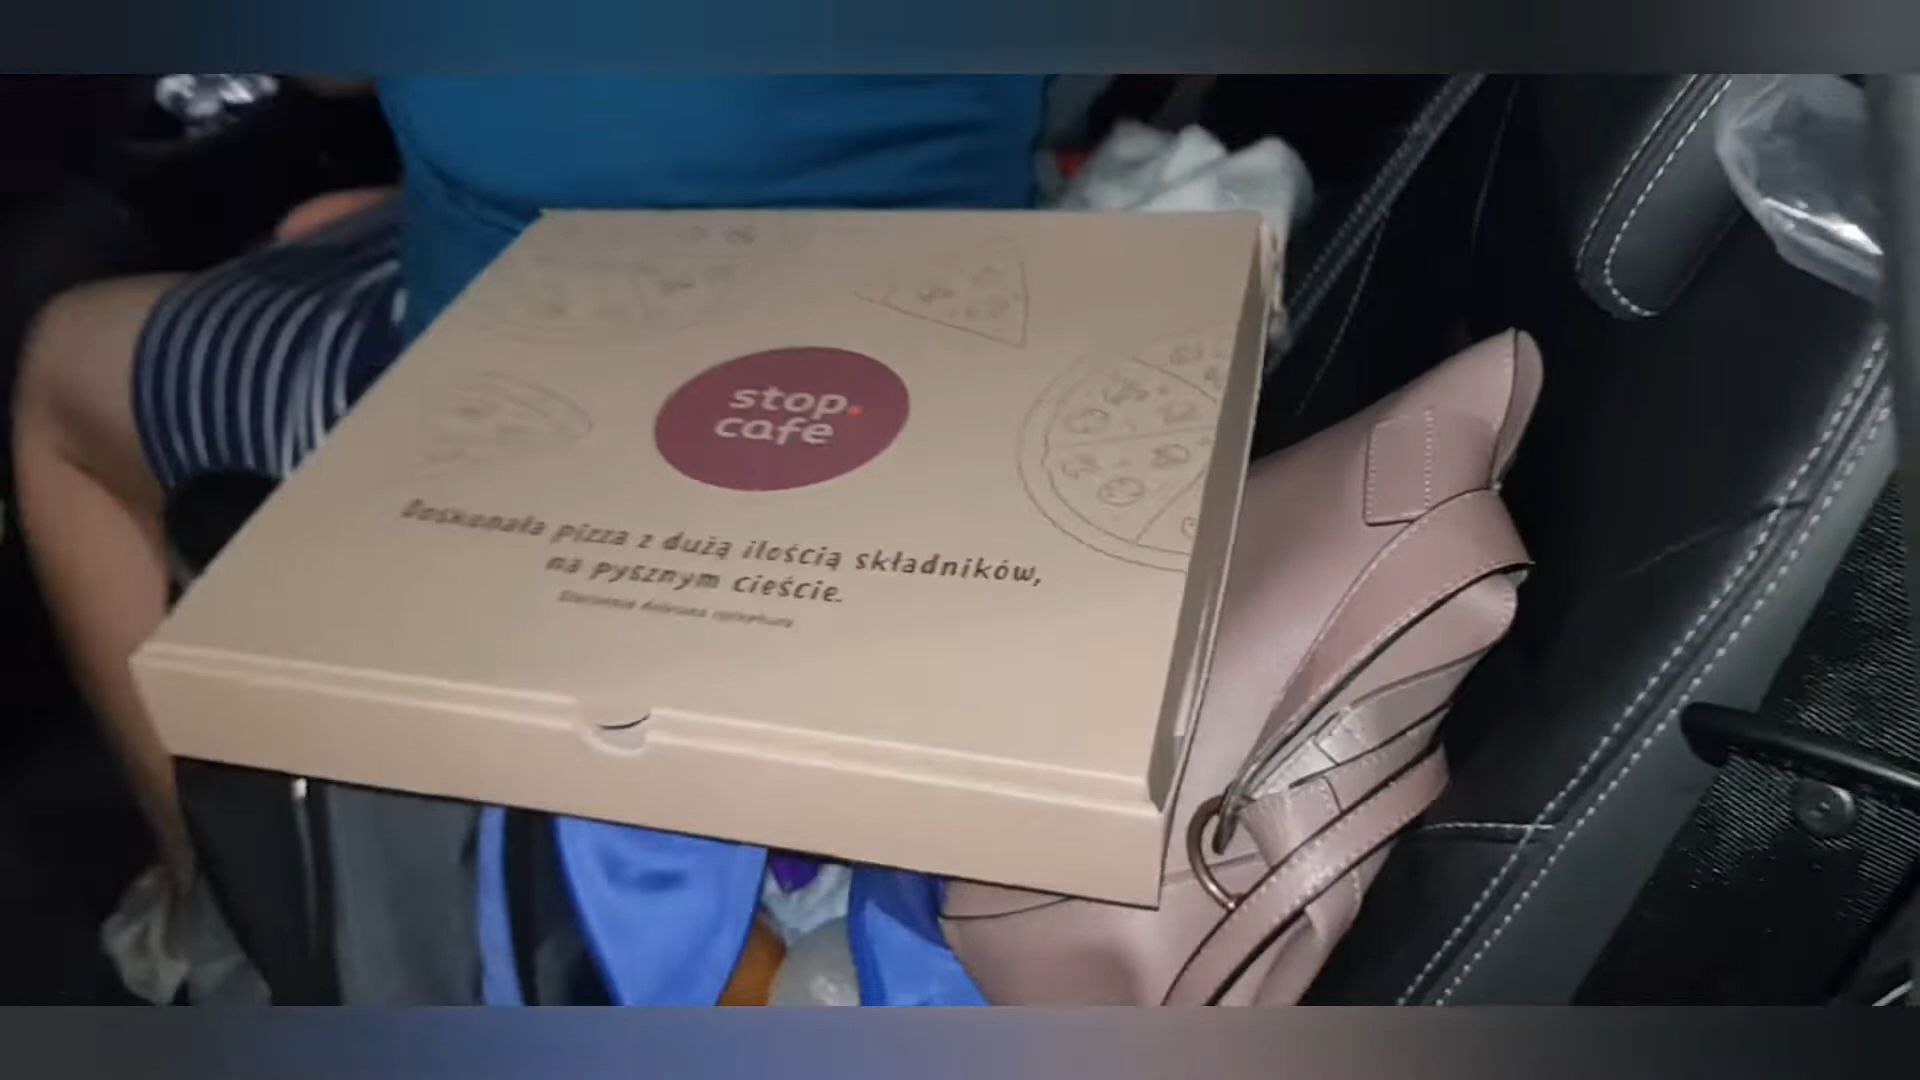 stop.
cafe
Doskonała pizza z dużą ilością składników,
na pysznym cieście.